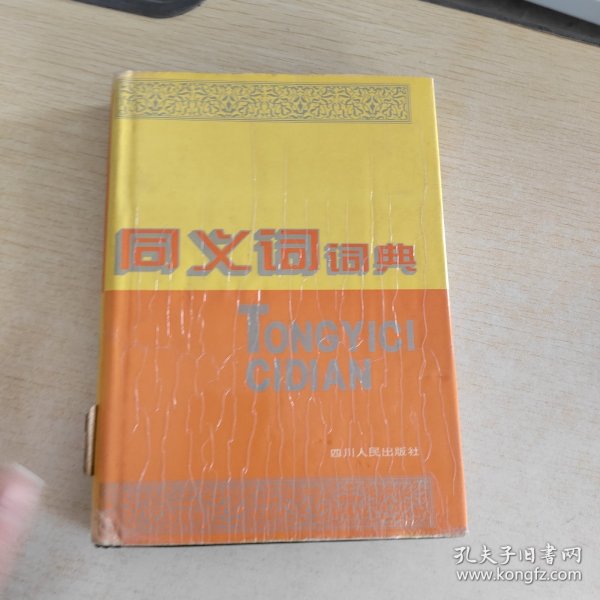 同义词词典
TONGYICI
CIDIAN
四川人民出版社
孔夫子旧书网
www.kongfz.com